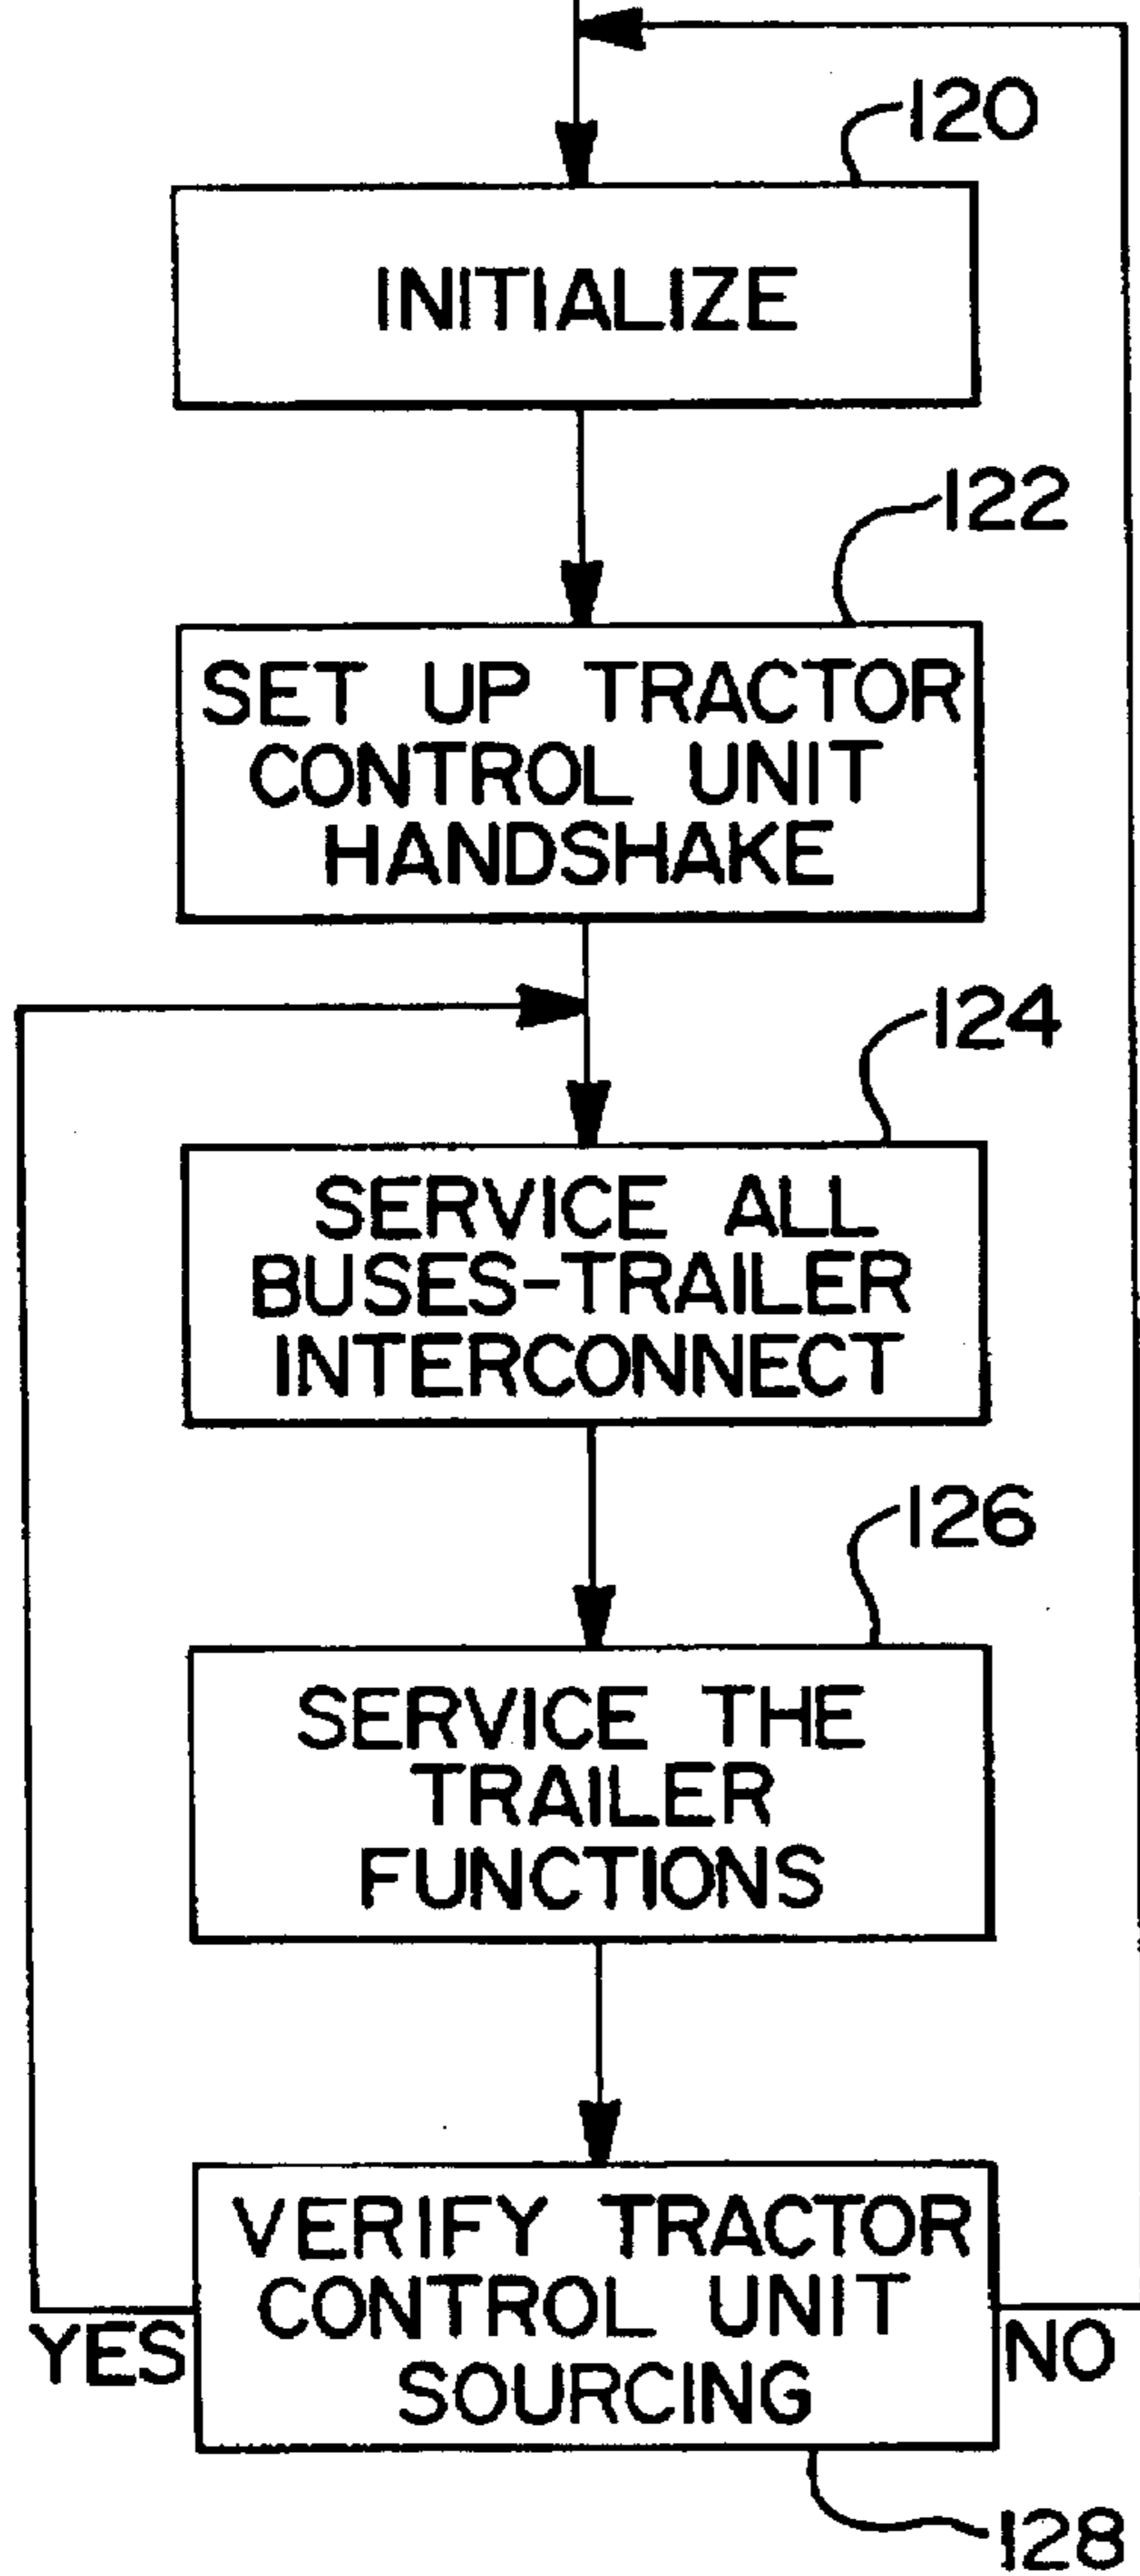 120
INITIALIZE
122
SET UP TRACTOR
CONTROL UNIT
HANDSHAKE
124
SERVICE ALL
BUSES-TRAILER
INTERCONNECT
126
SERVICE THE
TRAILER
FUNCTIONS
VERIFY TRACTOR
CONTROL UNIT
SOURCING
YES
NO
128